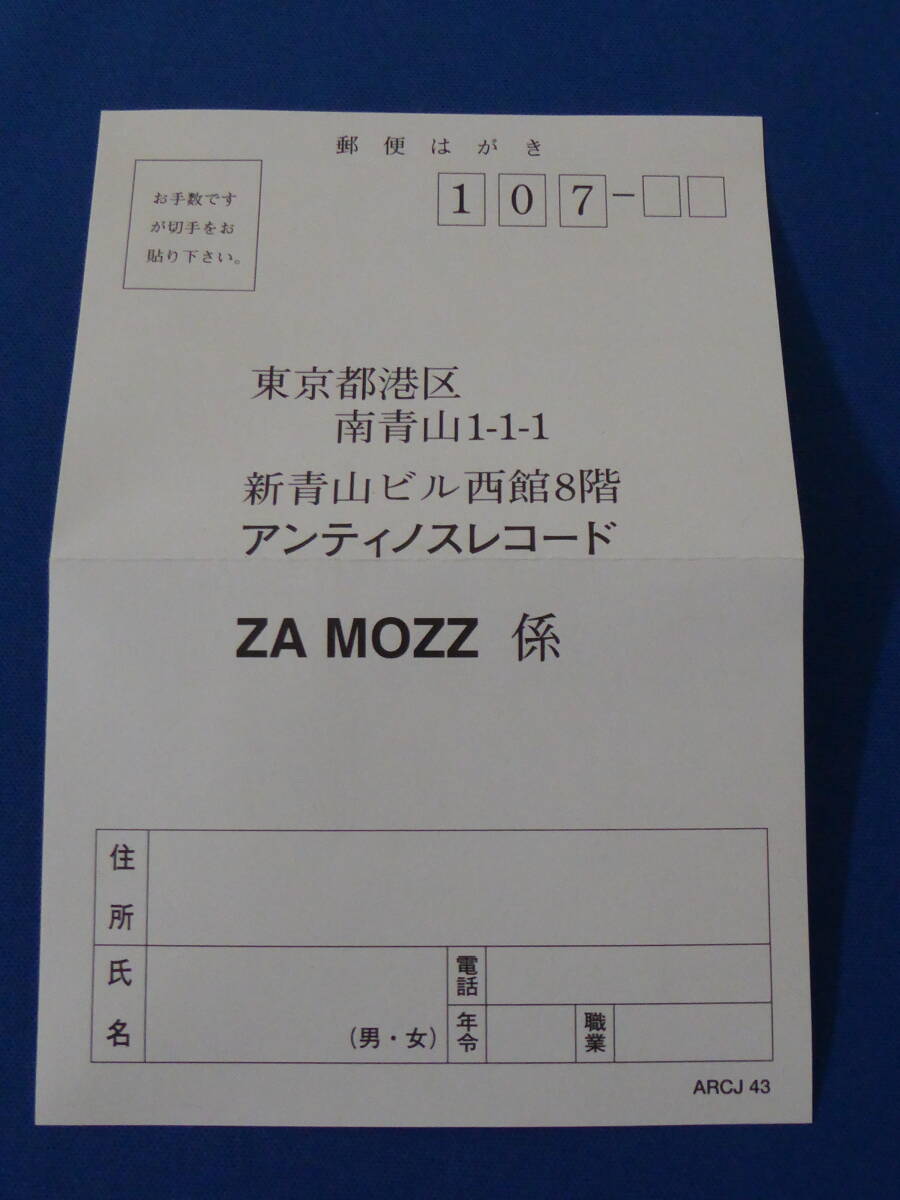 郵便はがき
お手数です
が切手をお
貼り下さい。
107-
東京都港区
南青山1-1-1
新青山ビル西館8階
アンティノスレコード
ZA MOZZ 係
住所
氏名
(男・女)
電話
年令
職業
ARCJ 43